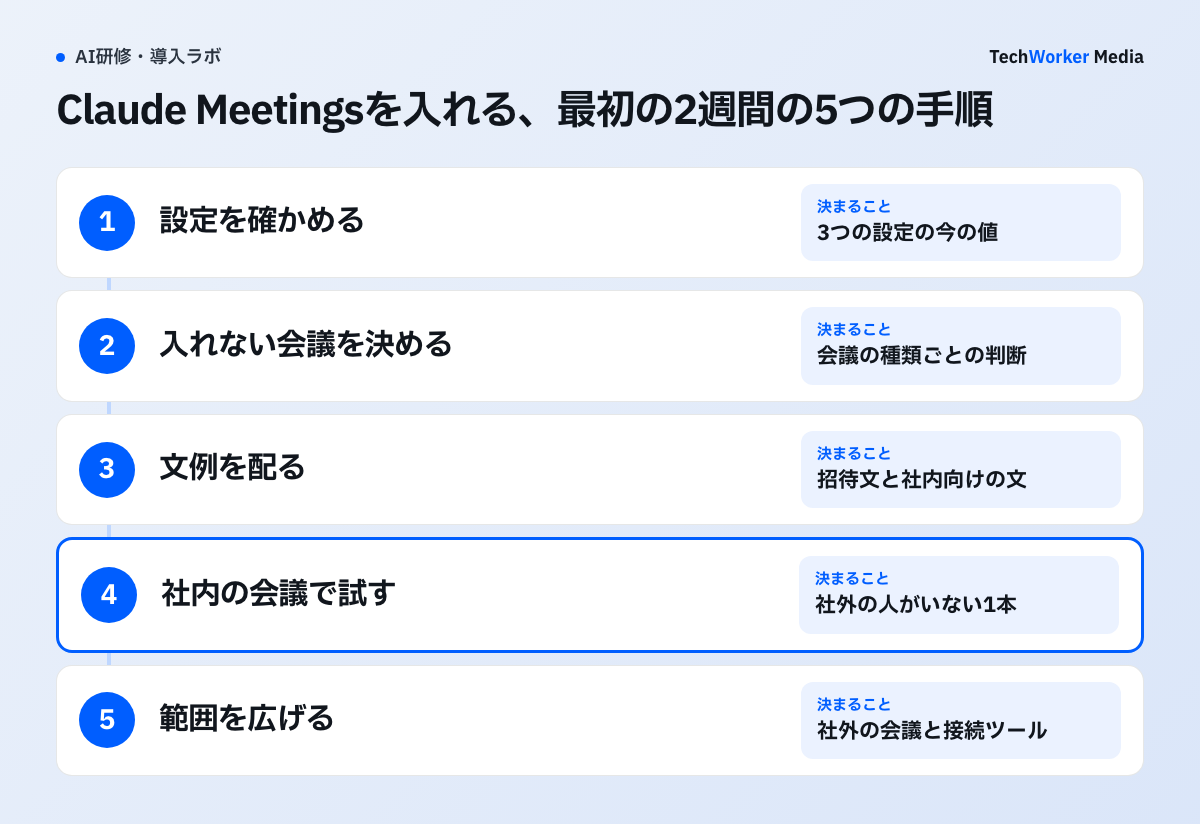 AI研修・導入ラボ
TechWorker Media
Claude Meetingsを入れる、最初の2週間の5つの手順
1
設定を確かめる
決まること
3つの設定の今の値
2
入れない会議を決める
決まること
会議の種類ごとの判断
3
文例を配る
決まること
招待文と社内向けの文
4
社内の会議で試す
決まること
社外の人がいない1本
5
範囲を広げる
決まること
社外の会議と接続ツール